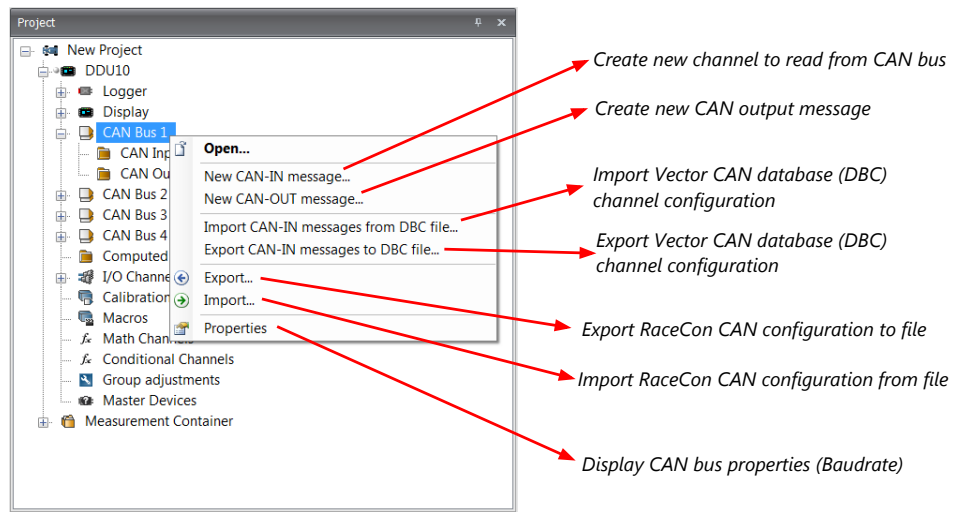 Project
New Project
DDU10
Logger
Display
CAN Bus 1
CAN Inp
CAN Ou
CAN Bus 2
CAN Bus 3
CAN Bus 4
Computed
I/O Channe
Calibration
Macros
Math Chan
Conditional Channels
Group adjustments
Master Devices
Measurement Container
Open...
New CAN-IN message...
New CAN-OUT message...
Import CAN-IN messages from DBC file...
Export CAN-IN messages to DBC file...
Export...
Import...
Properties
Create new channel to read from CAN bus
Create new CAN output message
Import Vector CAN database (DBC)
channel configuration
Export Vector CAN database (DBC)
channel configuration
Export RaceCon CAN configuration to file
Import RaceCon CAN configuration from file
Display CAN bus properties (Baudrate)